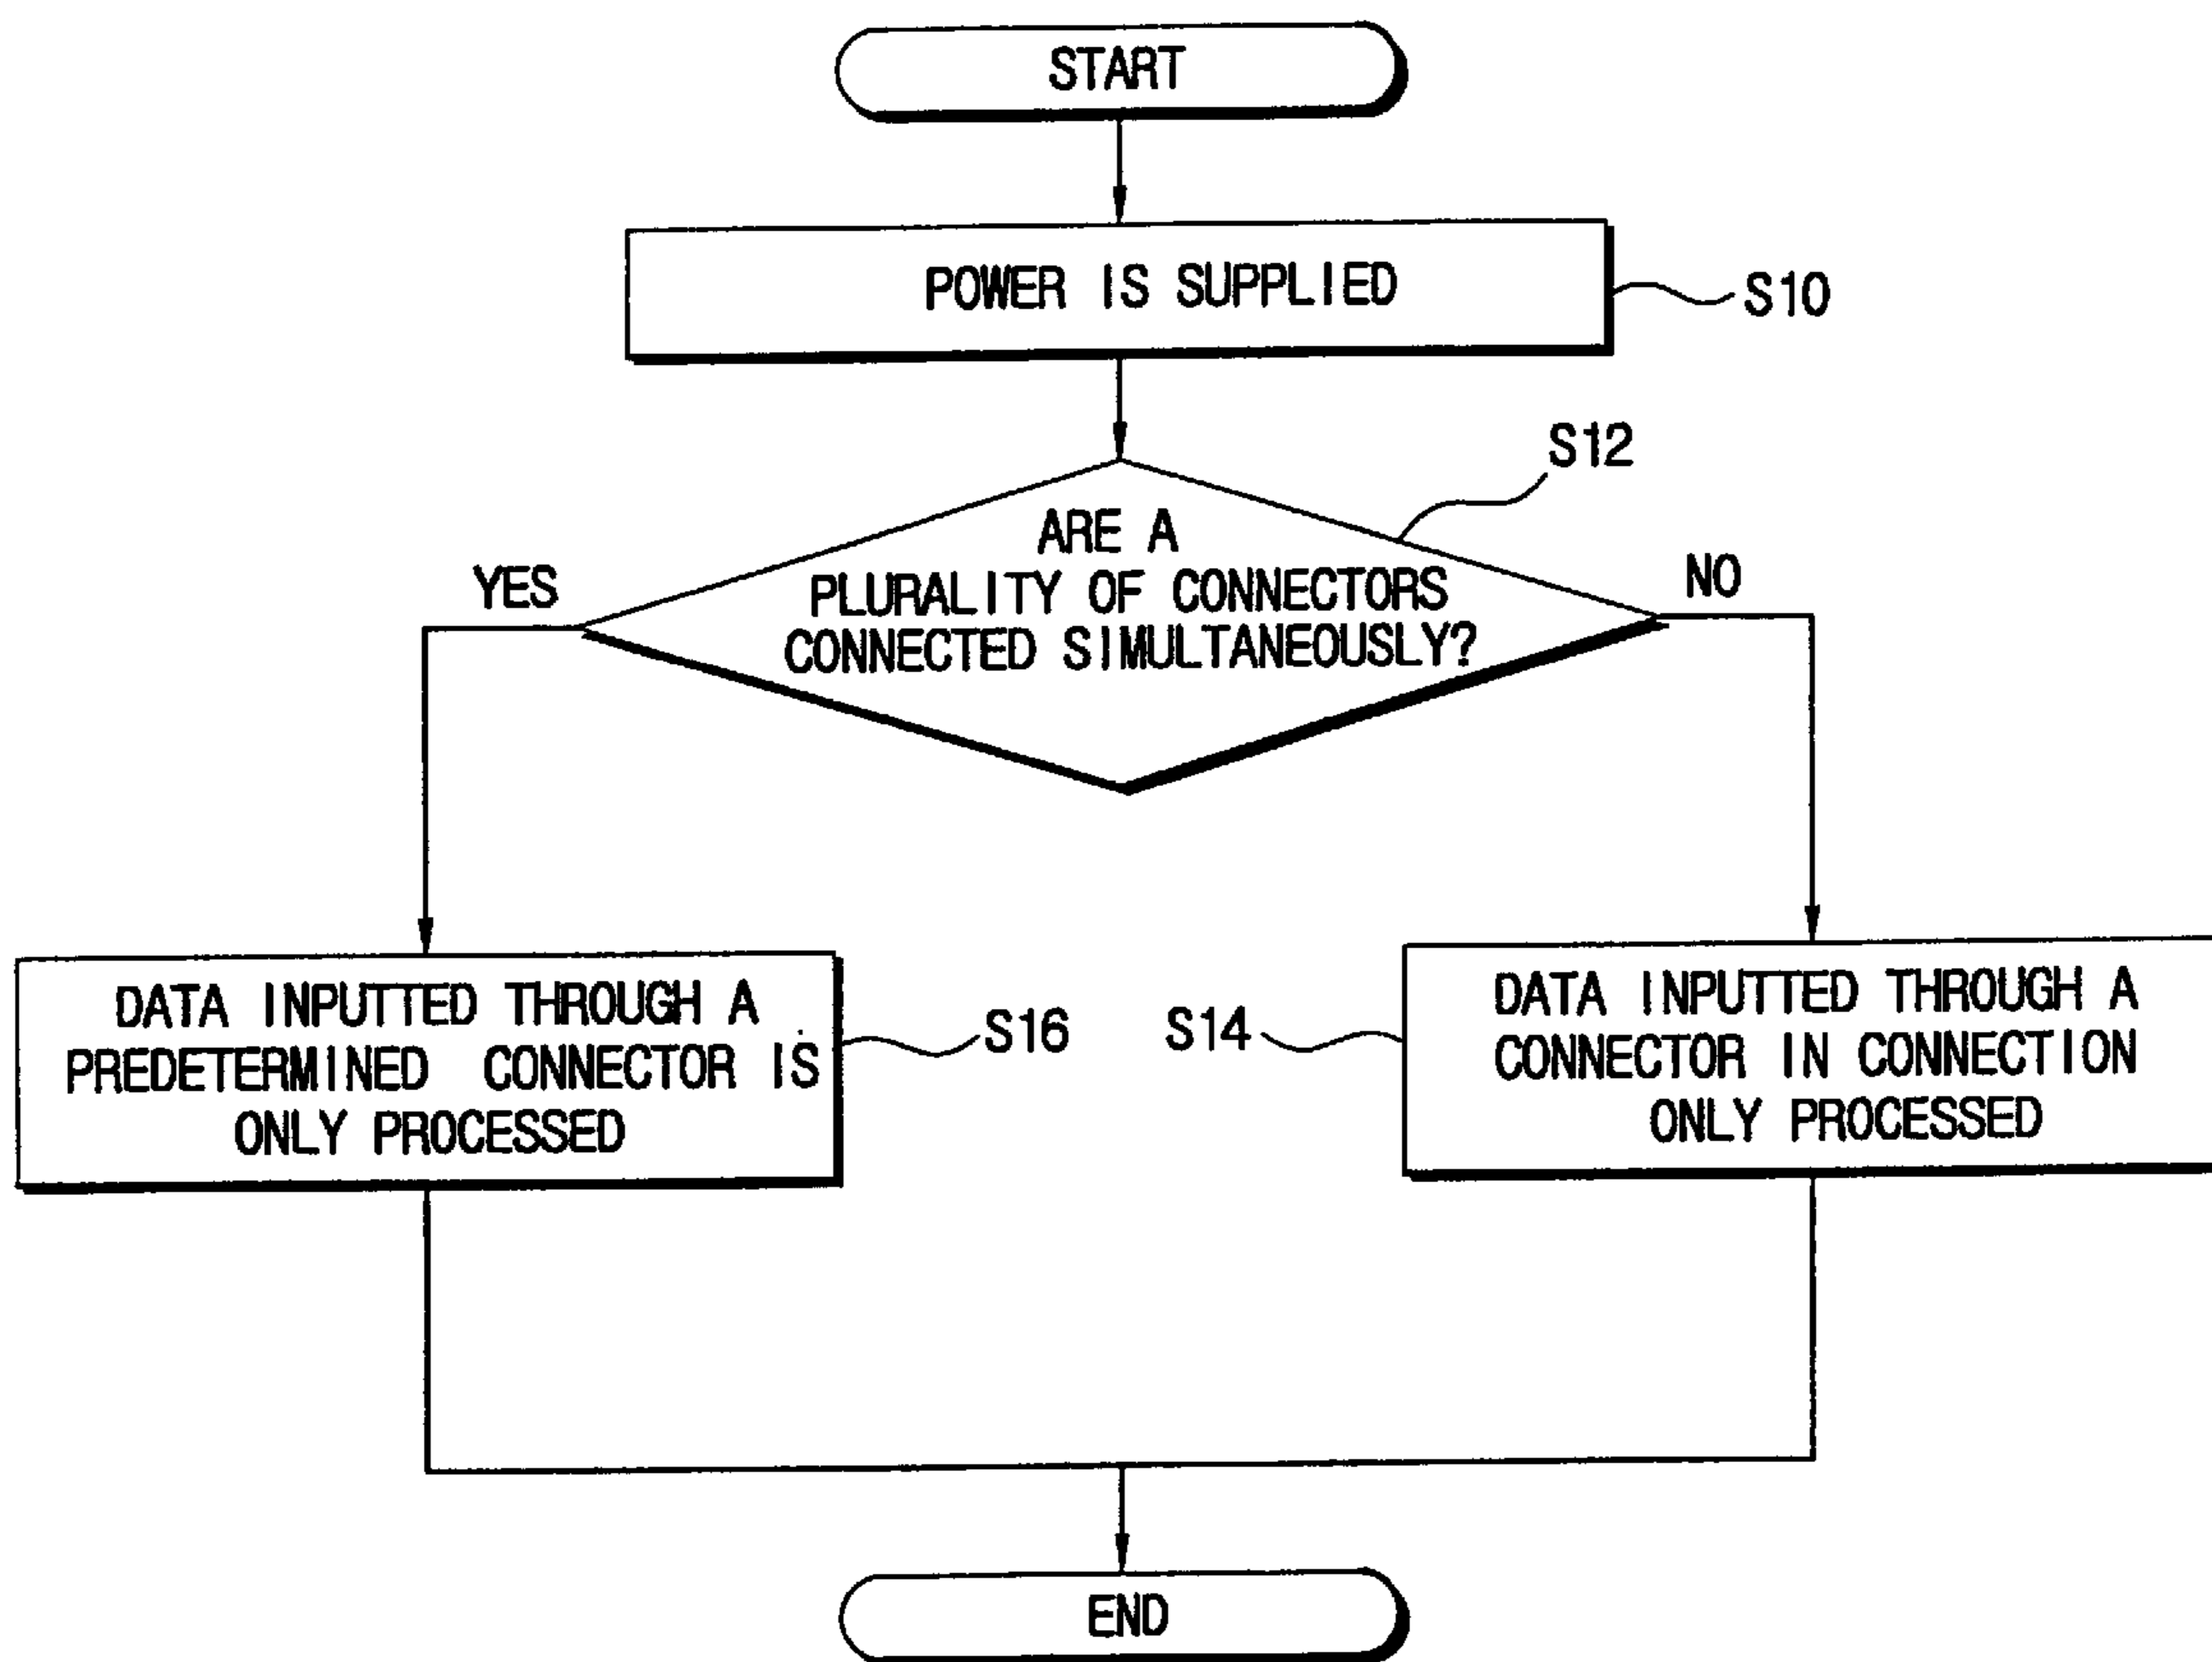 START
POWER IS SUPPLIED
S10
S12
ARE A
PLURALITY OF CONNECTORS
CONNECTED SIMULTANEOUSLY?
YES
NO
DATA INPUTTED THROUGH A
PREDETERMINED CONNECTOR IS
ONLY PROCESSED
S16
S14
DATA INPUTTED THROUGH A
CONNECTOR IN CONNECTION
ONLY PROCESSED
END